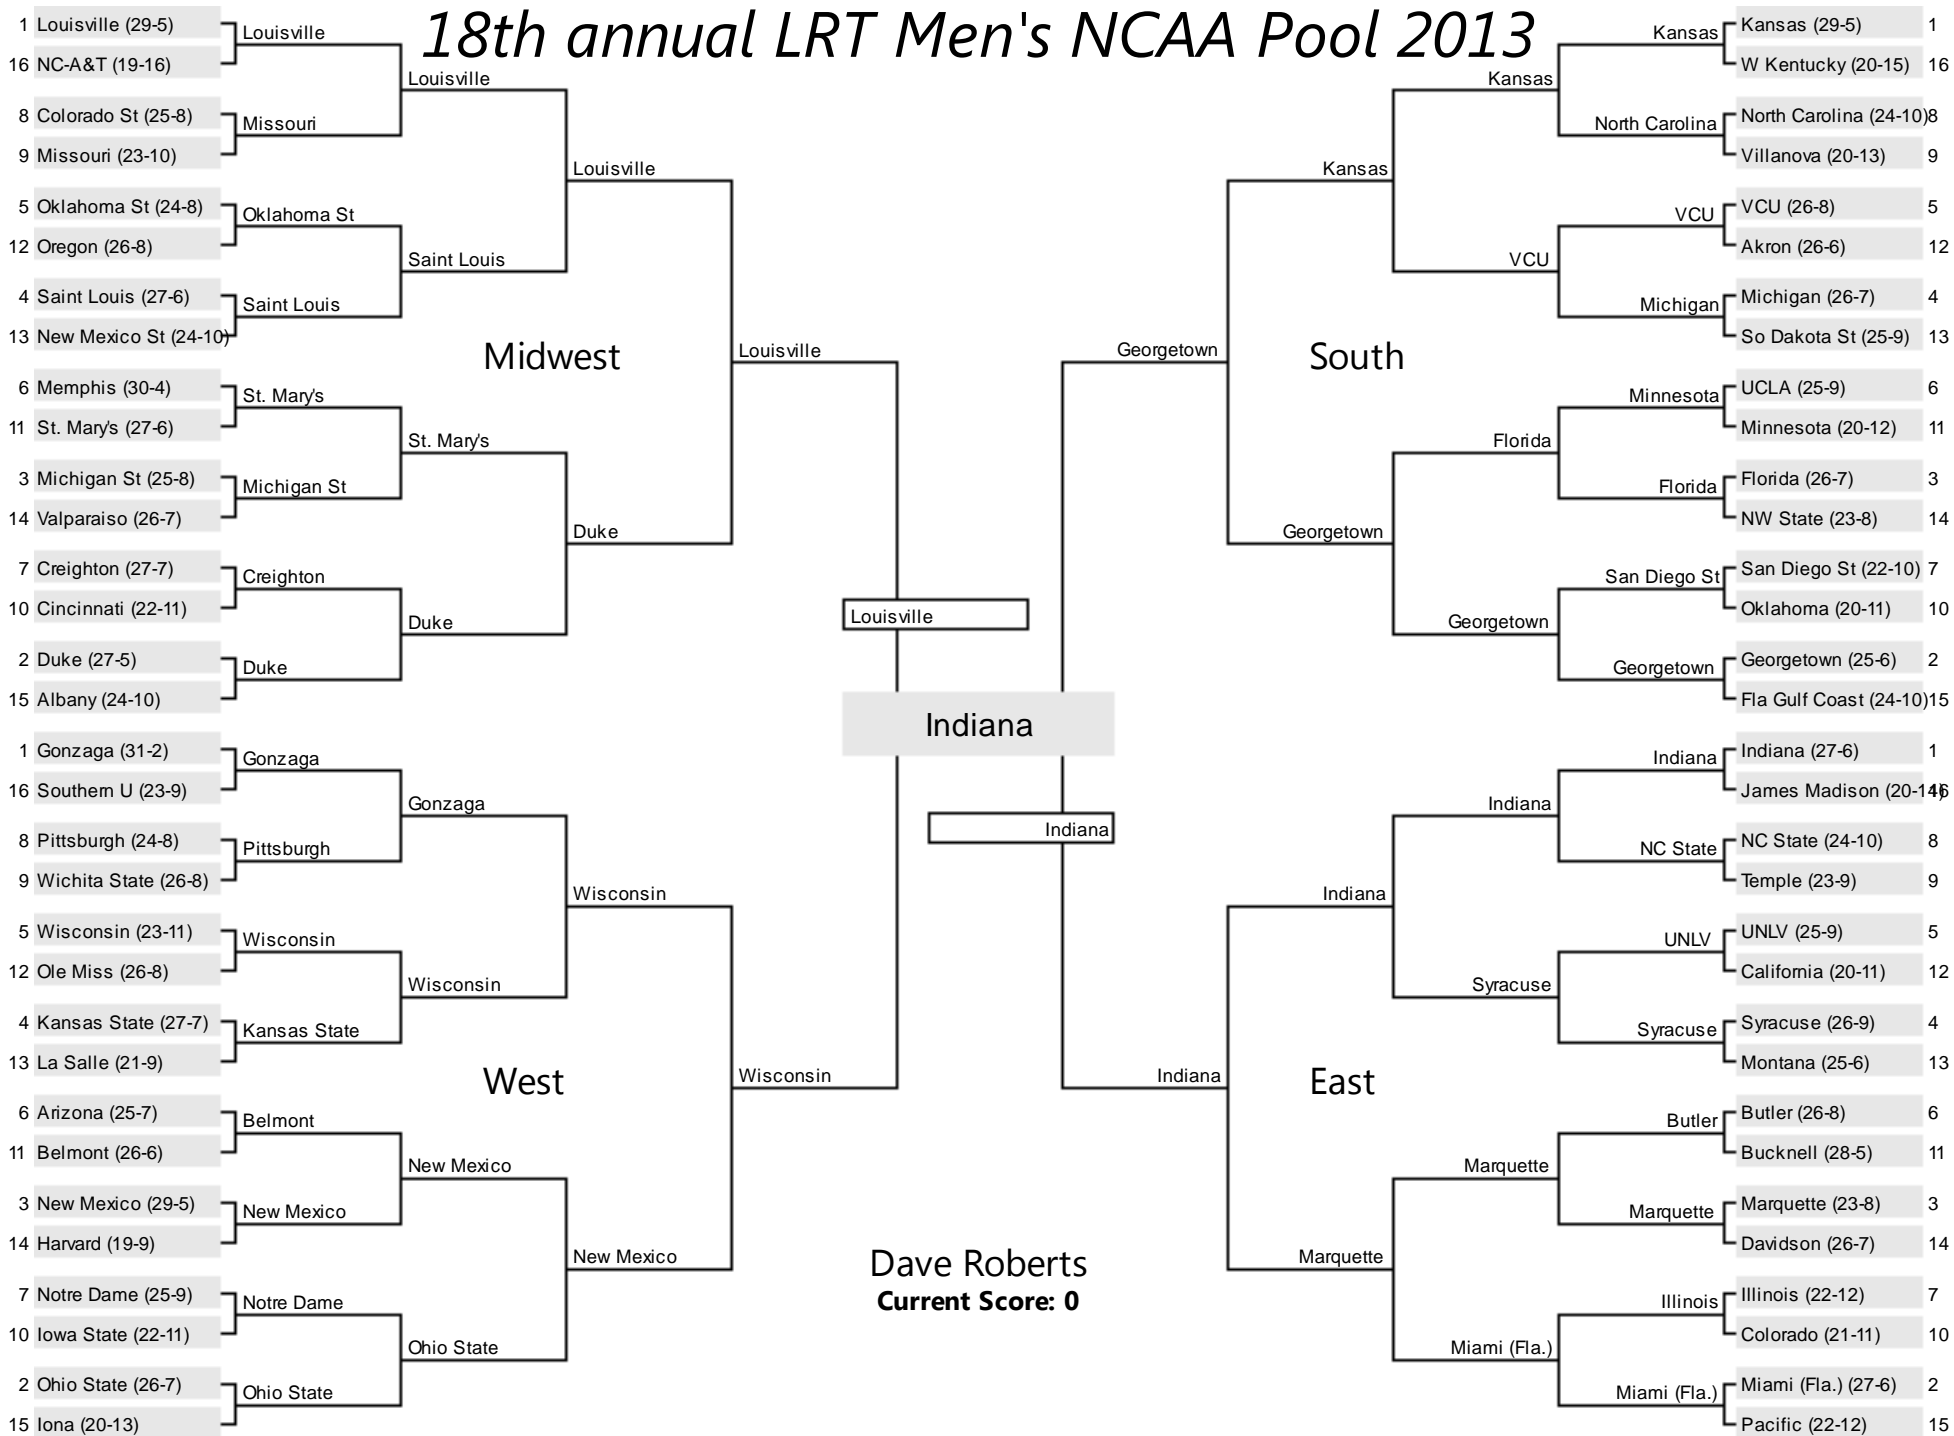 18th annual LRT Men's NCAA Pool 2013
1 Louisville (29-5)
16 NC-A&T (19-16)
8 Colorado St (25-8)
9 Missouri (23-10)
5 Oklahoma St (24-8)
12 Oregon (26-8)
4 Saint Louis (27-6)
13 New Mexico St (24-10)
6 Memphis (30-4)
11 St. Mary's (27-6)
3 Michigan St (25-8)
14 Valparaiso (26-7)
7 Creighton (27-7)
10 Cincinnati (22-11)
2 Duke (27-5)
15 Albany (24-10)
Louisville
Missouri
Oklahoma St
Saint Louis
St. Mary's
Michigan St
Creighton
Duke
Louisville
Saint Louis
St. Mary's
Duke
Louisville
Duke
Midwest
Louisville
1 Gonzaga (31-2)
16 Southern U (23-9)
8 Pittsburgh (24-8)
9 Wichita State (26-8)
5 Wisconsin (23-11)
12 Ole Miss (26-8)
4 Kansas State (27-7)
13 La Salle (21-9)
6 Arizona (25-7)
11 Belmont (26-6)
3 New Mexico (29-5)
14 Harvard (19-9)
7 Notre Dame (25-9)
10 Iowa State (22-11)
2 Ohio State (26-7)
15 Iona (20-13)
Gonzaga
Pittsburgh
Wisconsin
Kansas State
Belmont
New Mexico
Notre Dame
Ohio State
Gonzaga
Wisconsin
New Mexico
Ohio State
Wisconsin
New Mexico
West
Wisconsin
Louisville
Indiana
Indiana
Dave Roberts
Current Score: 0
Kansas (29-5) 1
W Kentucky (20-15) 16
North Carolina (24-10) 8
Villanova (20-13) 9
VCU (26-8) 5
Akron (26-6) 12
Michigan (26-7) 4
So Dakota St (25-9) 13
UCLA (25-9) 6
Minnesota (20-12) 11
Florida (26-7) 3
NW State (23-8) 14
San Diego St (22-10) 7
Oklahoma (20-11) 10
Georgetown (25-6) 2
Fla Gulf Coast (24-10) 15
Kansas
North Carolina
VCU
Michigan
Minnesota
Florida
San Diego St
Georgetown
Kansas
VCU
Florida
Georgetown
Kansas
Georgetown
South
Georgetown
Indiana (27-6) 1
James Madison (20-14) 16
NC State (24-10) 8
Temple (23-9) 9
UNLV (25-9) 5
California (20-11) 12
Syracuse (26-9) 4
Montana (25-6) 13
Butler (26-8) 6
Bucknell (28-5) 11
Marquette (23-8) 3
Davidson (26-7) 14
Illinois (22-12) 7
Colorado (21-11) 10
Miami (Fla.) (27-6) 2
Pacific (22-12) 15
Indiana
NC State
UNLV
Syracuse
Butler
Marquette
Illinois
Miami (Fla.)
Indiana
Syracuse
Marquette
Miami (Fla.)
Indiana
Marquette
East
Indiana